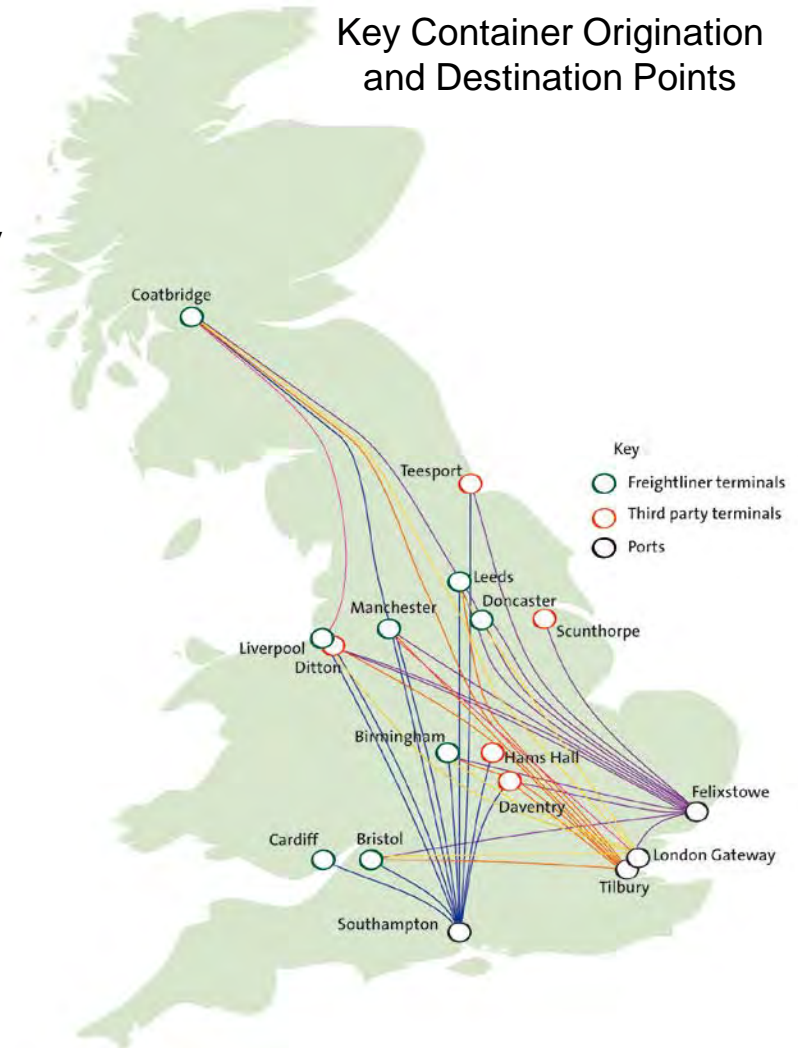 Key Container Origination
and Destination Points
Coatbridge
Key
Teesport
Freightliner terminals
Third party terminals
Ports
Leeds
Doncaster
Manchester
Scunthorpe
Liverpool
Ditton
Birmingham
Hams Hall
Felixstowe
Daventry
Cardiff
Bristol
London Gateway
Tilbury
Southampton